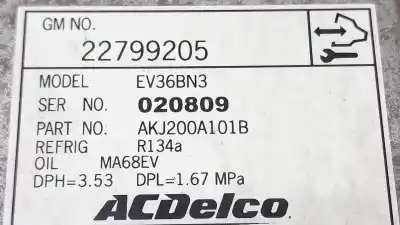 GM NO.
22799205
MODEL EV36BN3
SER NO. 020809
PART NO. AKJ200A101B
REFRIG R134a
OIL MA68EV
DPH=3.53 DPL=1.67 MPa
ACDelco